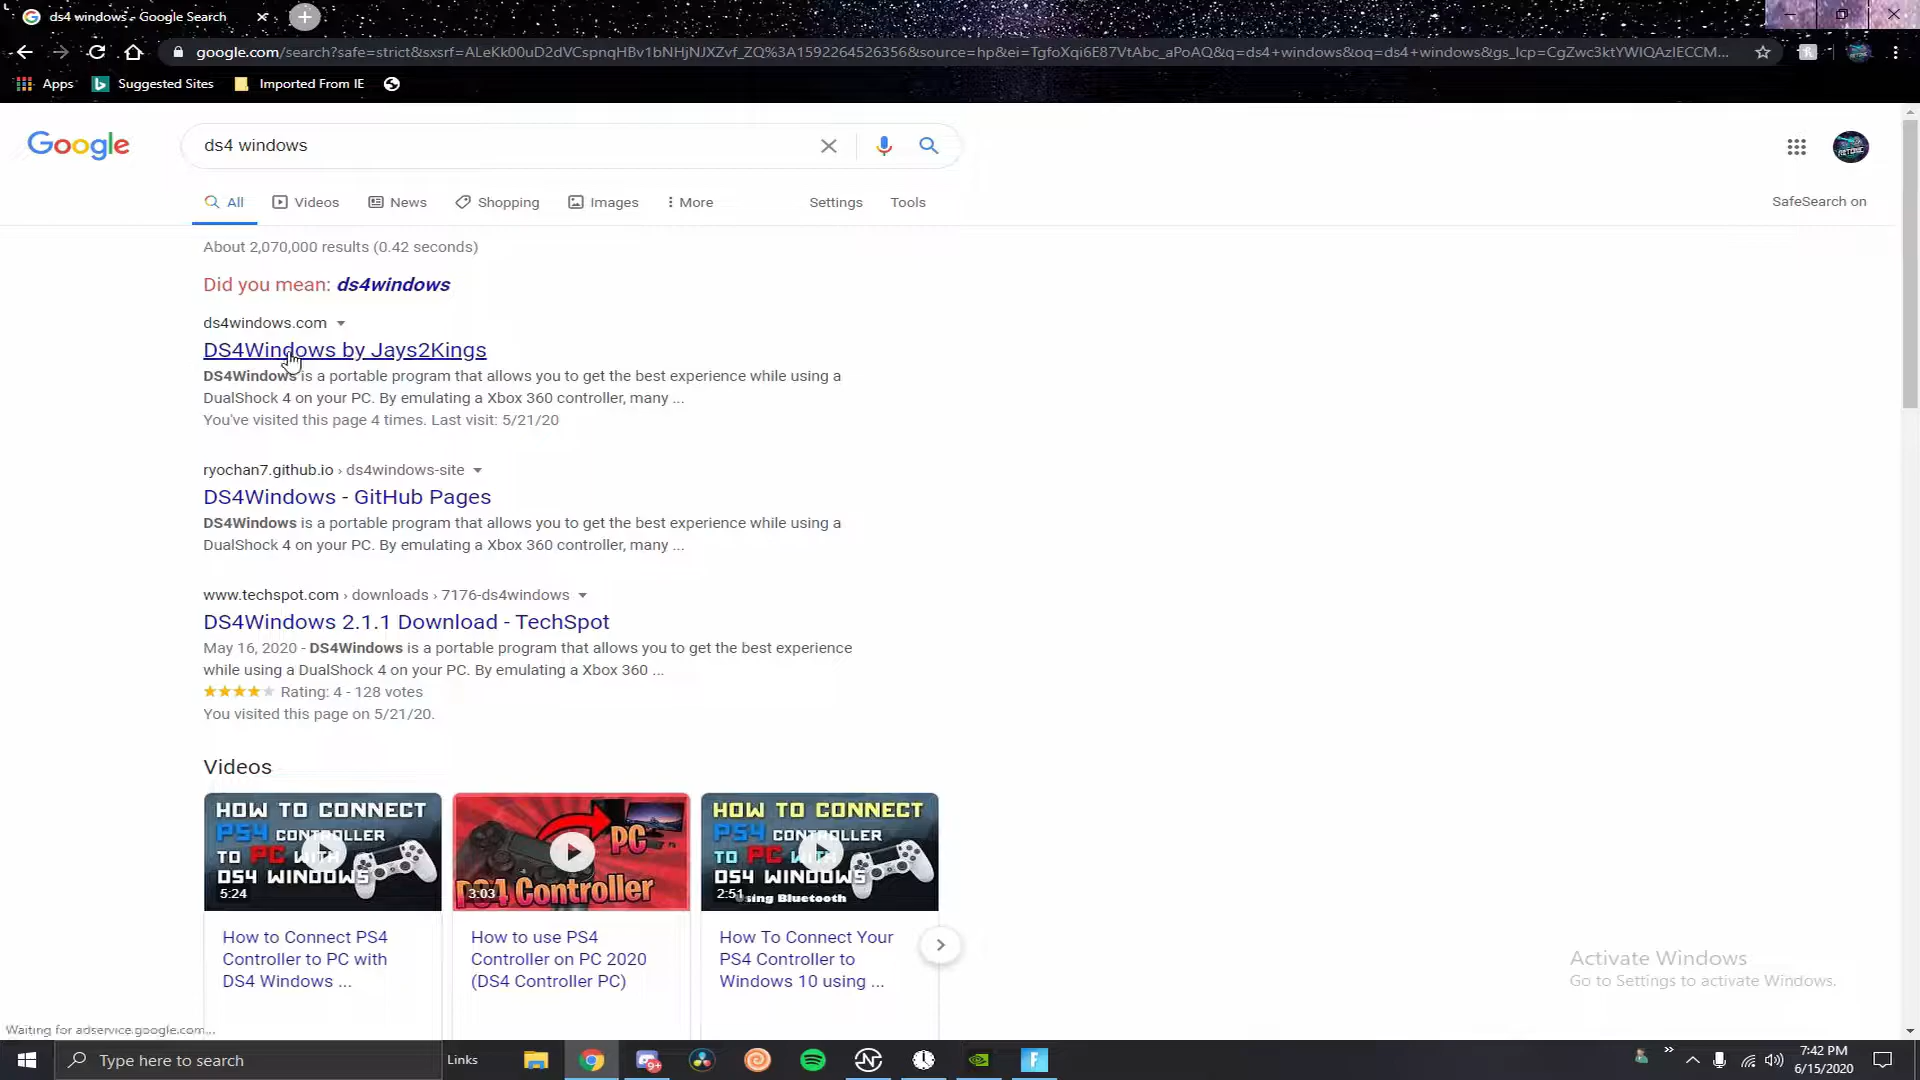 ds4 windows - Google Search
google.com/search?safe=strict&sxsrf=ALeKk00uD2dVCspnqHBv1bNHjNJXZvf_ZQ%3A1592264526356&source=hp&ei=TgfoXqi6E87VtAbc_aPoAQ&q=ds4+windows&oq=ds4+windows&gs_lcp=CgZwc3ktYWIQAzIECCM...
Apps Suggested Sites Imported From IE
Google
ds4 windows
All Videos News Shopping Images More Settings Tools
SafeSearch on
About 2,070,000 results (0.42 seconds)
Did you mean: ds4windows
ds4windows.com
DS4Windows by Jays2Kings
DS4Windows is a portable program that allows you to get the best experience while using a
DualShock 4 on your PC. By emulating a Xbox 360 controller, many ...
You've visited this page 4 times. Last visit: 5/21/20
ryochan7.github.io › ds4windows-site
DS4Windows - GitHub Pages
DS4Windows is a portable program that allows you to get the best experience while using a
DualShock 4 on your PC. By emulating a Xbox 360 controller, many ...
www.techspot.com › downloads › 7176-ds4windows
DS4Windows 2.1.1 Download - TechSpot
May 16, 2020 - DS4Windows is a portable program that allows you to get the best experience
while using a DualShock 4 on your PC. By emulating a Xbox 360 ...
Rating: 4 - 128 votes
You visited this page on 5/21/20.
Videos
HOW TO CONNECT
PS4 CONTROLLER
TO PC WITH
DS4 WINDOWS
5:24
PC
DS4 Controller
3:03
HOW TO CONNECT
PS4 CONTROLLER
TO PC WITH
DS4 WINDOWS
2:51
Using Bluetooth
How to Connect PS4
Controller to PC with
DS4 Windows ...
How to use PS4
Controller on PC 2020
(DS4 Controller PC)
How To Connect Your
PS4 Controller to
Windows 10 using ...
Activate Windows
Go to Settings to activate Windows.
Waiting for adservice.google.com...
Type here to search
Links
9+
7:42 PM
6/15/2020